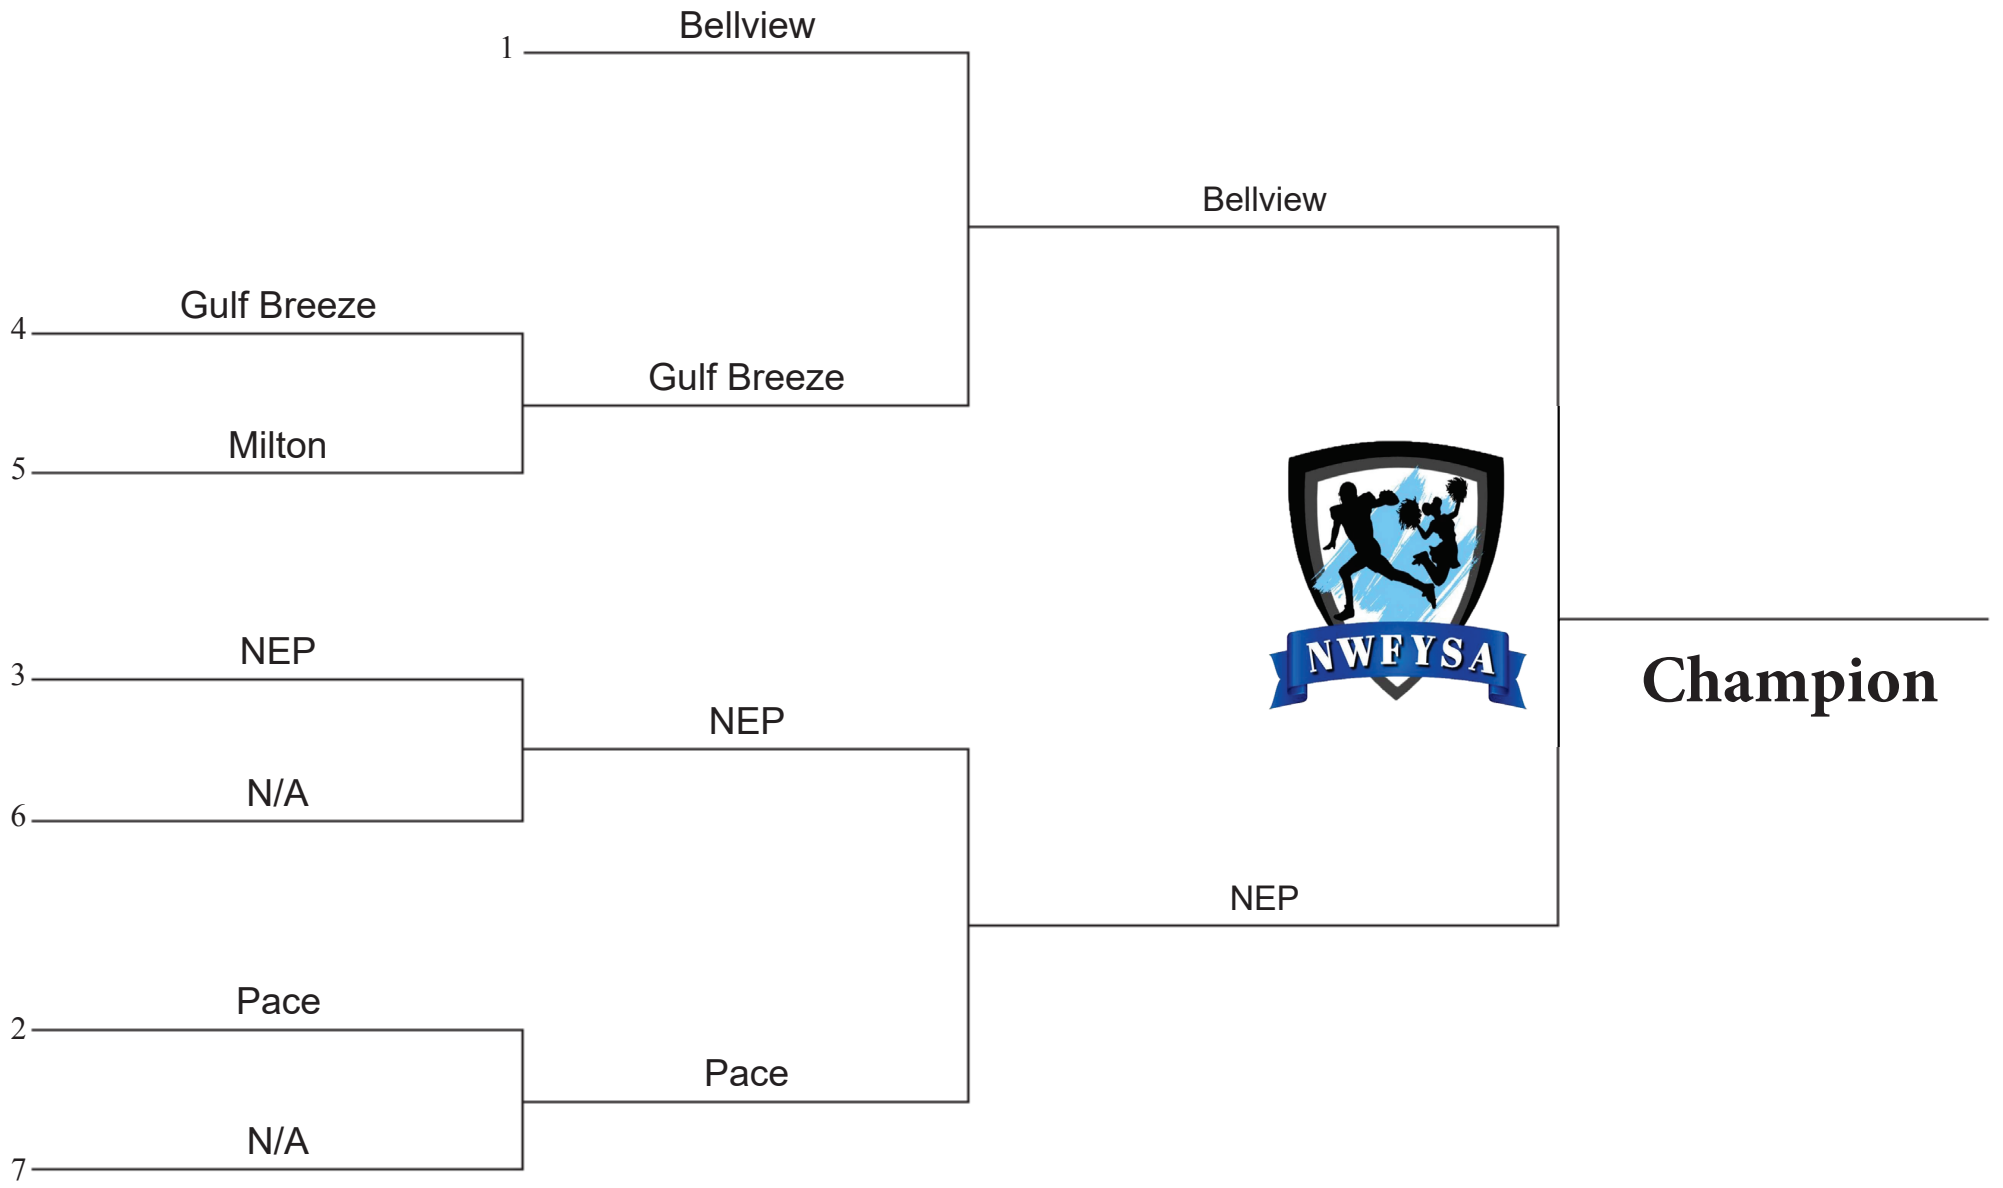 Bellview
1
Bellview
Gulf Breeze
4
Gulf Breeze
Milton
5
NWFYSA
Champion
NEP
3
NEP
N/A
6
NEP
Pace
2
Pace
N/A
7